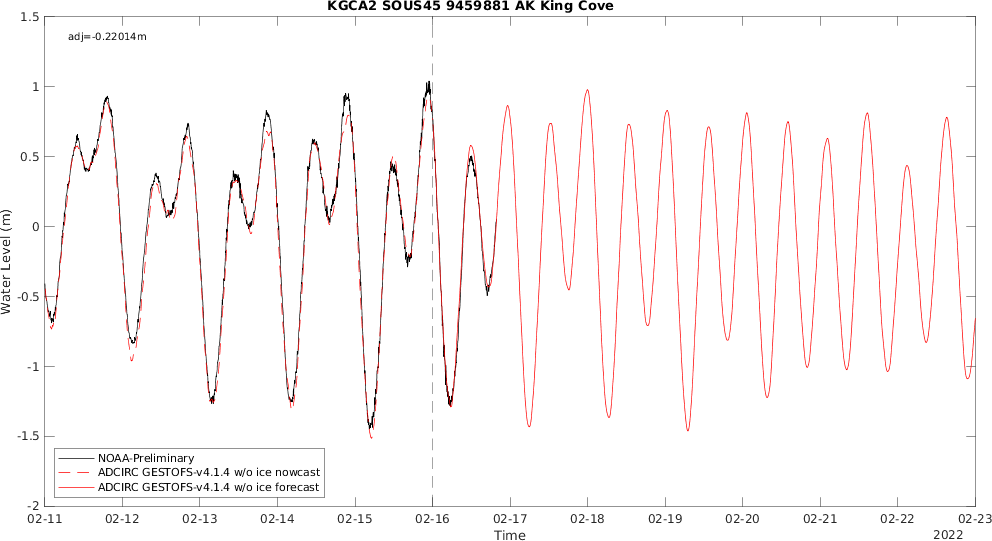 KGCA2 SOUS45 9459881 AK King Cove
adj=-0.22014m
1.5
1
0.5
0
-0.5
-1
-1.5
-2
Water Level (m)
NOAA-Preliminary
ADCIRC GESTOFS-v4.1.4 w/o ice nowcast
ADCIRC GESTOFS-v4.1.4 w/o ice forecast
02-11 02-12 02-13 02-14 02-15 02-16 02-17 02-18 02-19 02-20 02-21 02-22 02-23
Time
2022